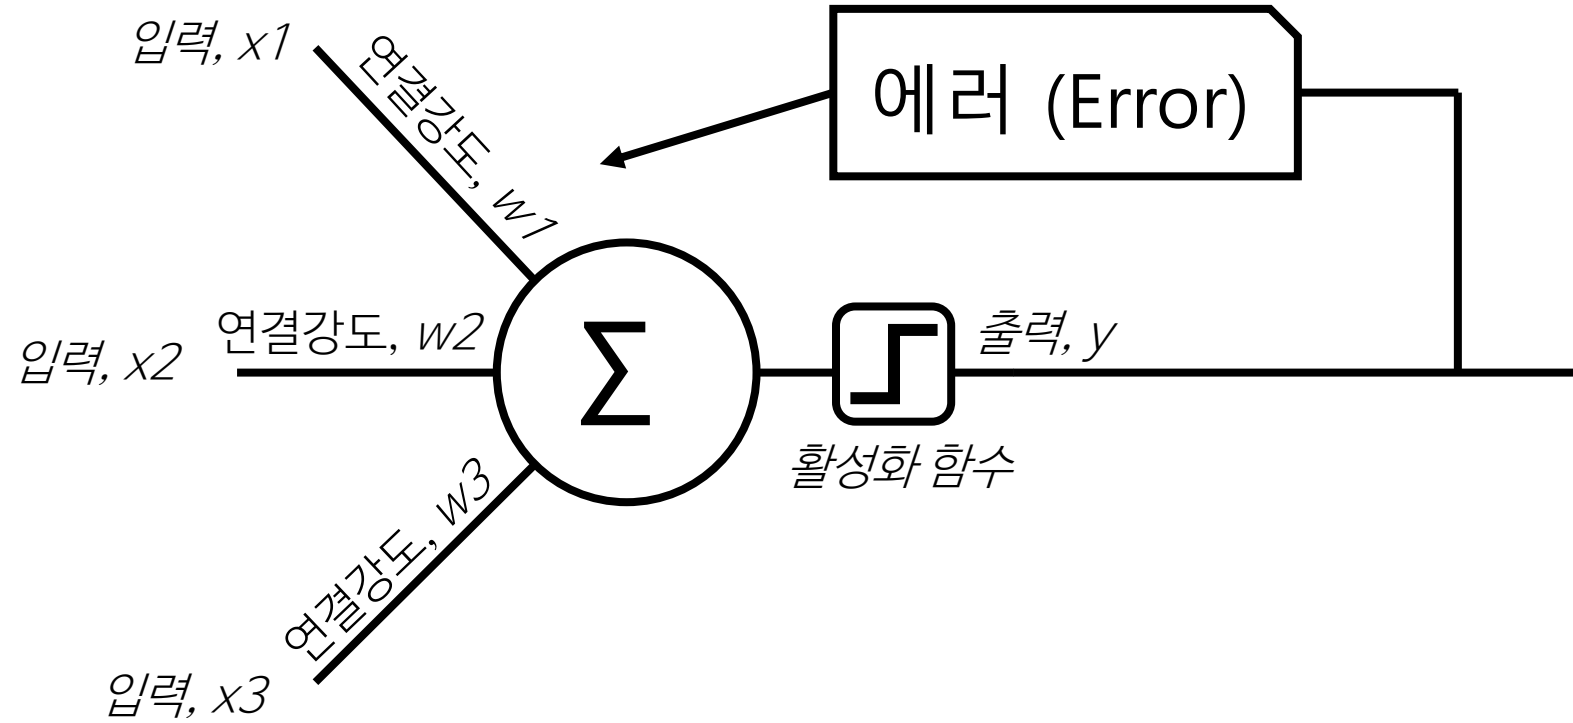 입력, x1
연결강도, w1
에러 (Error)
입력, x2
연결강도, w2
Σ
출력, y
활성화 함수
연결강도, w3
입력, x3